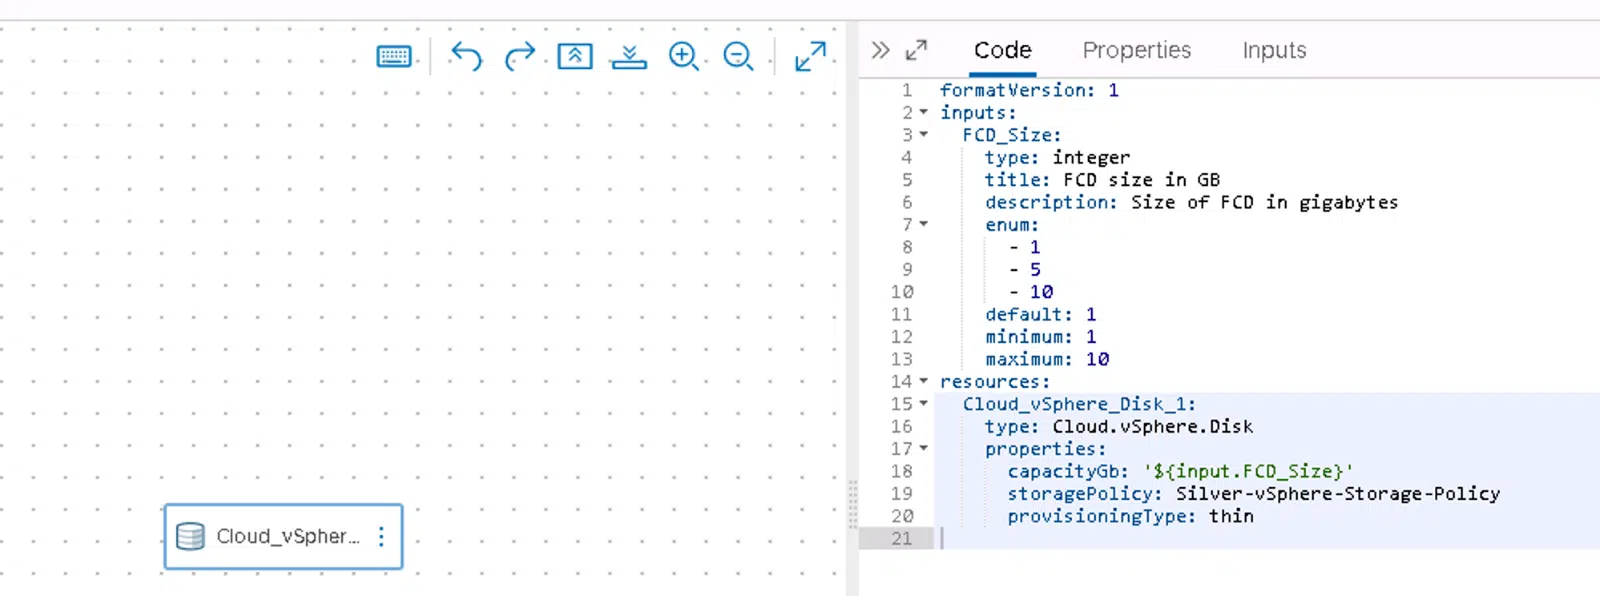 Code Properties Inputs
1 formatVersion: 1
2 inputs:
3 FCD_Size:
4 type: integer
5 title: FCD size in GB
6 description: Size of FCD in gigabytes
7 enum:
8 - 1
9 - 5
10 - 10
11 default: 1
12 minimum: 1
13 maximum: 10
14 resources:
15 Cloud_vSphere_Disk_1:
16 type: Cloud.vSphere.Disk
17 properties:
18 capacityGb: '${input.FCD_Size}'
19 storagePolicy: Silver-vSphere-Storage-Policy
20 provisioningType: thin
21
Cloud_vSpher...